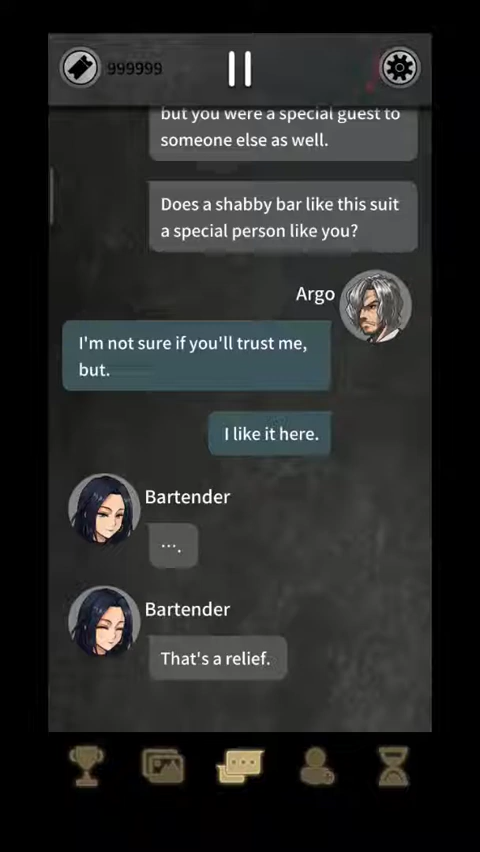 999999
but you were a special guest to
someone else as well.
Does a shabby bar like this suit
a special person like you?
Argo
I'm not sure if you'll trust me,
but.
I like it here.
Bartender
….
Bartender
That's a relief.